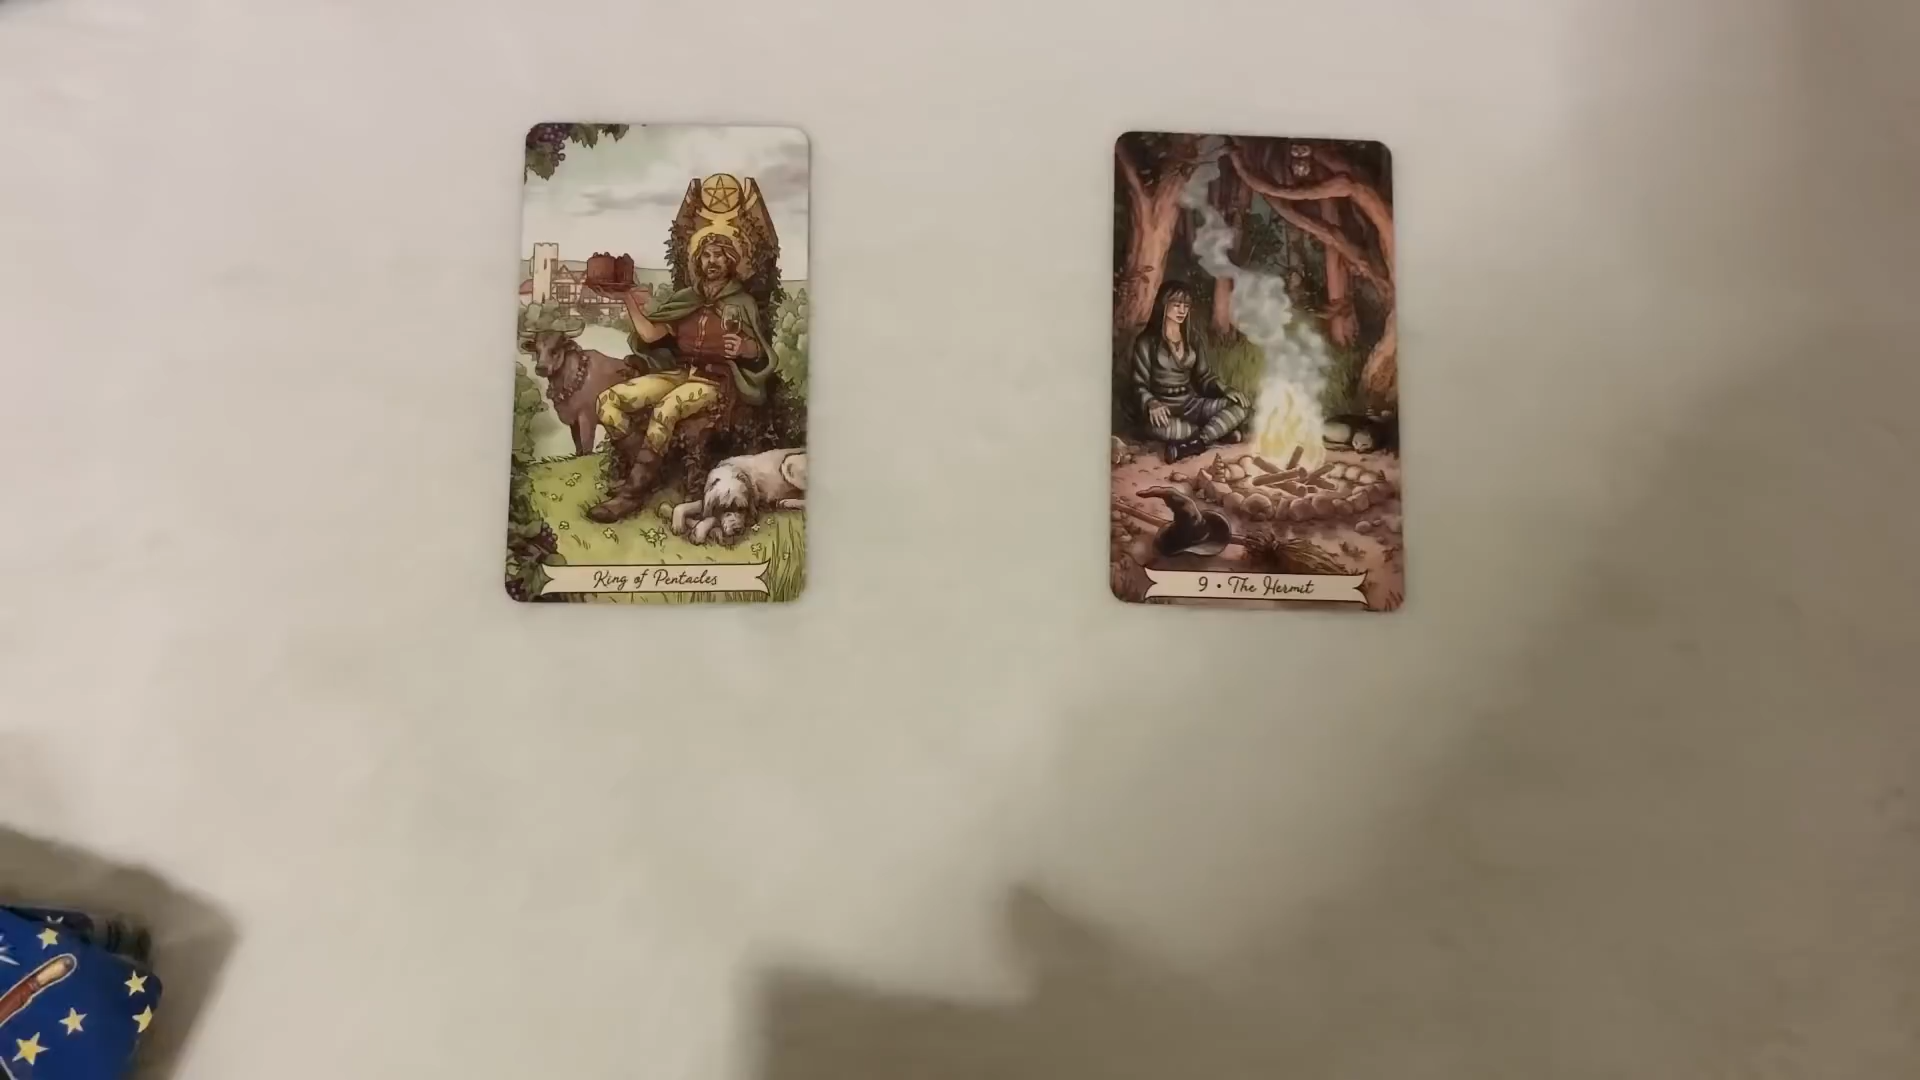 King of Pentacles
9 • The Hermit